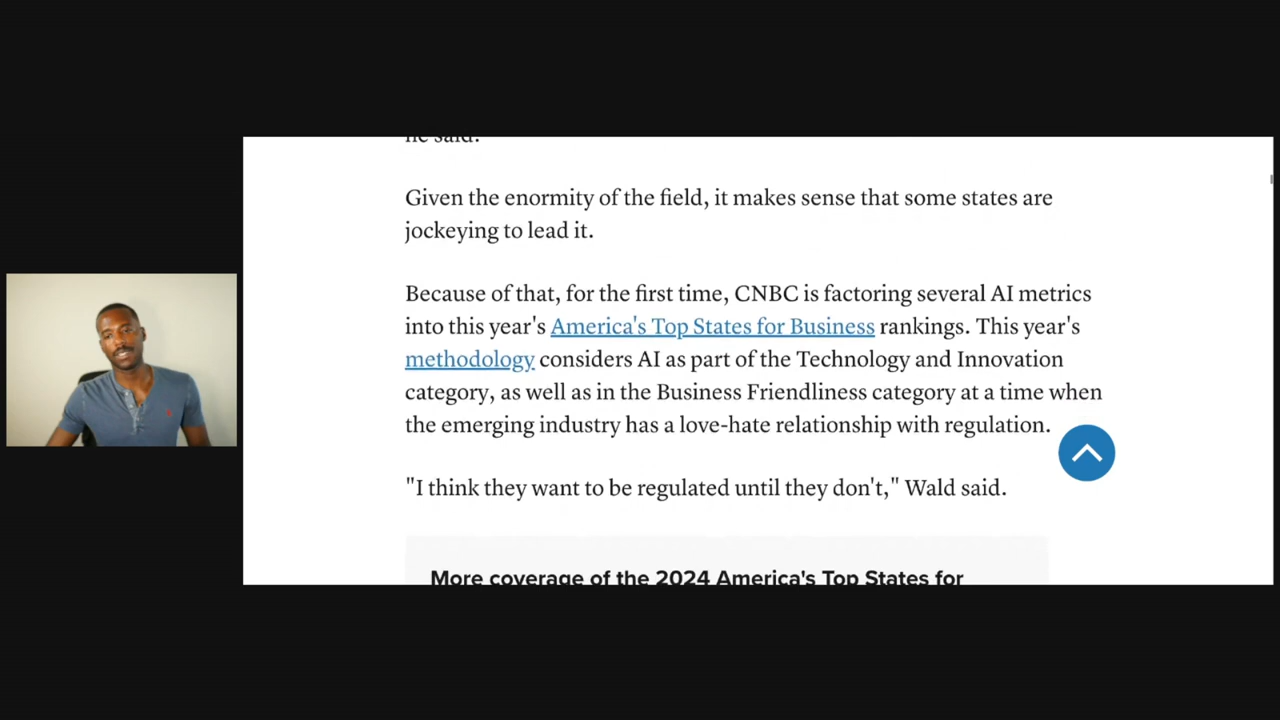 he said.
Given the enormity of the field, it makes sense that some states are
jockeying to lead it.
Because of that, for the first time, CNBC is factoring several AI metrics
into this year's America's Top States for Business rankings. This year's
methodology considers AI as part of the Technology and Innovation
category, as well as in the Business Friendliness category at a time when
the emerging industry has a love-hate relationship with regulation.
"I think they want to be regulated until they don't," Wald said.
More coverage of the 2024 America's Top States for